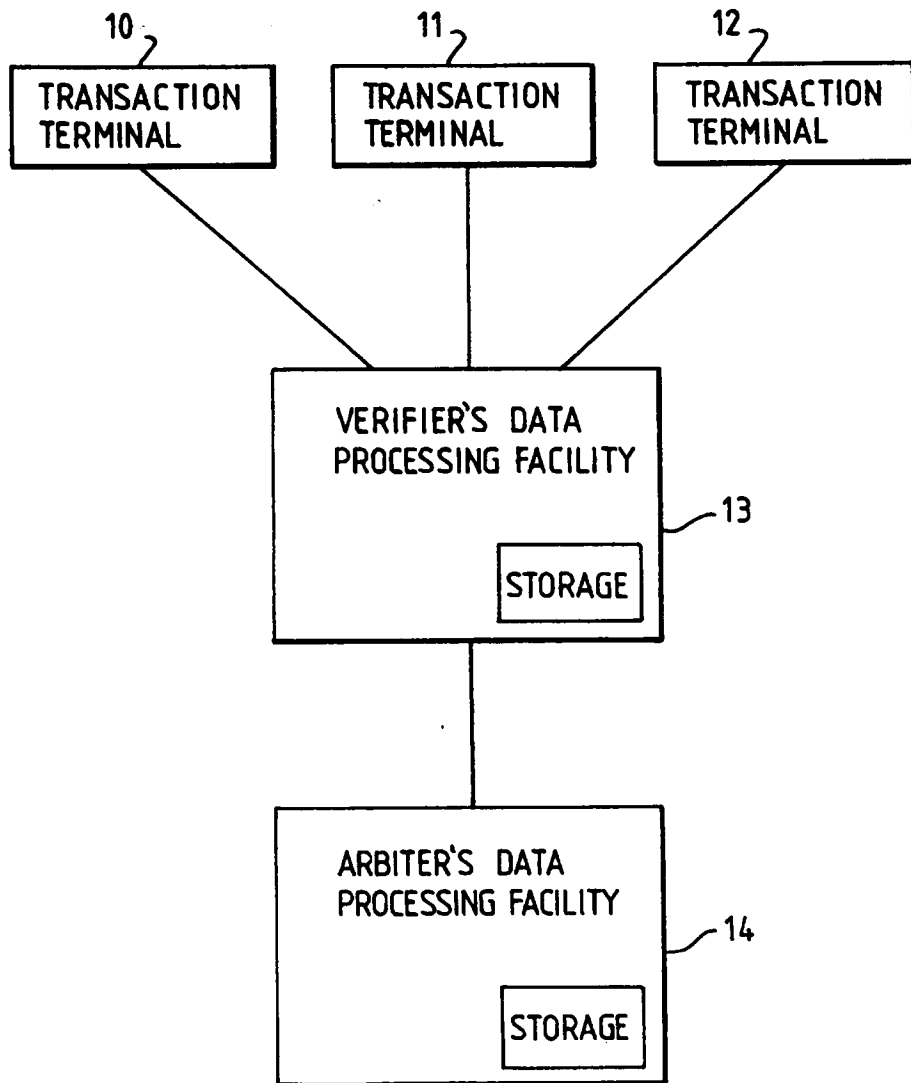 10
11
12
TRANSACTION
TERMINAL
TRANSACTION
TERMINAL
TRANSACTION
TERMINAL
VERIFIER'S DATA
PROCESSING FACILITY
13
STORAGE
ARBITER'S DATA
PROCESSING FACILITY
14
STORAGE